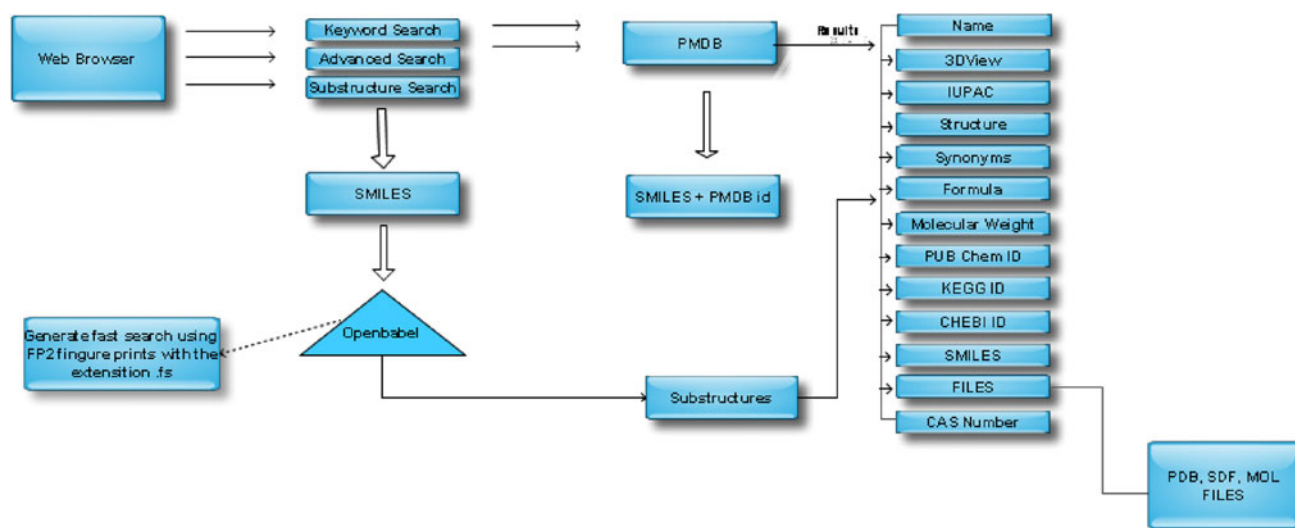 Web Browser
Keyword Search
Advanced Search
Substructure Search
PMDB
Results
Name
3DView
IUPAC
Structure
Synonyms
Formula
Molecular Weight
PUB Chem ID
KEGG ID
CHEBI ID
SMILES
FILES
CAS Number
SMILES
SMILES + PMDB id
Openbabel
Generate fast search using
FP2 fingure prints with the
extensition .fs
Substructures
PDB, SDF, MOL
FILES